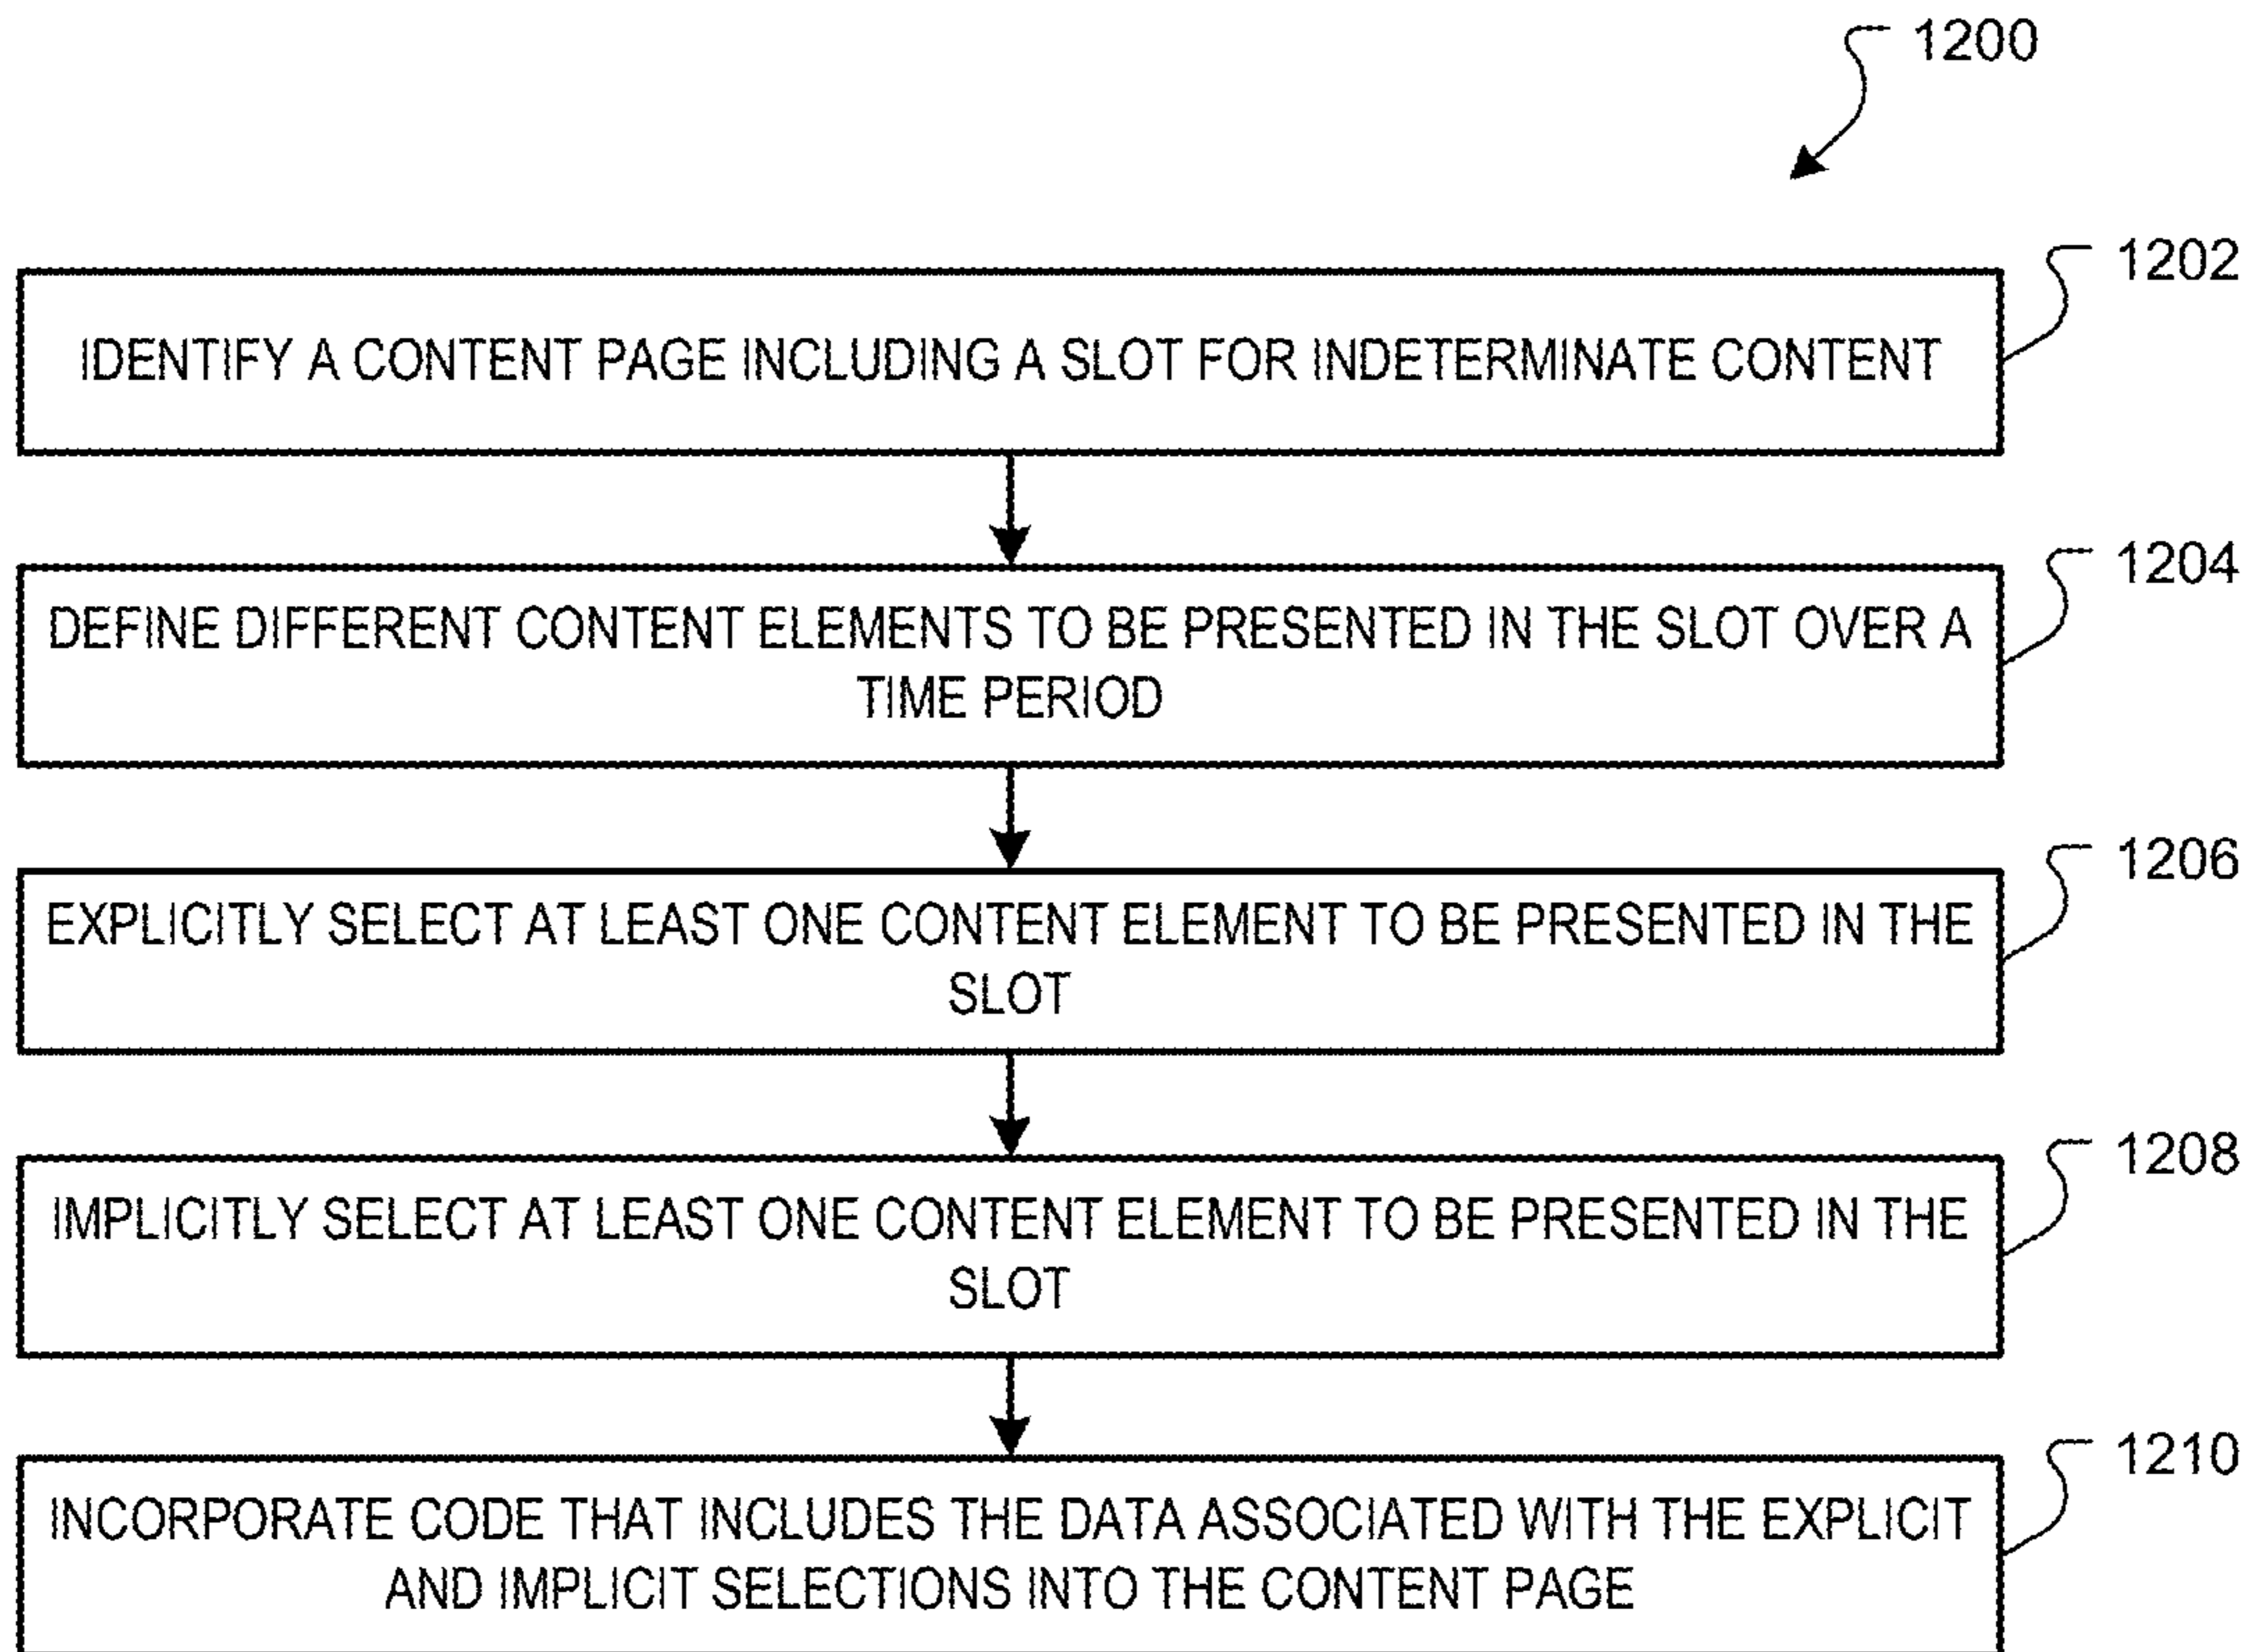 1200
1202
IDENTIFY A CONTENT PAGE INCLUDING A SLOT FOR INDETERMINATE CONTENT
1204
DEFINE DIFFERENT CONTENT ELEMENTS TO BE PRESENTED IN THE SLOT OVER A
TIME PERIOD
1206
EXPLICITLY SELECT AT LEAST ONE CONTENT ELEMENT TO BE PRESENTED IN THE
SLOT
1208
IMPLICITLY SELECT AT LEAST ONE CONTENT ELEMENT TO BE PRESENTED IN THE
SLOT
1210
INCORPORATE CODE THAT INCLUDES THE DATA ASSOCIATED WITH THE EXPLICIT
AND IMPLICIT SELECTIONS INTO THE CONTENT PAGE